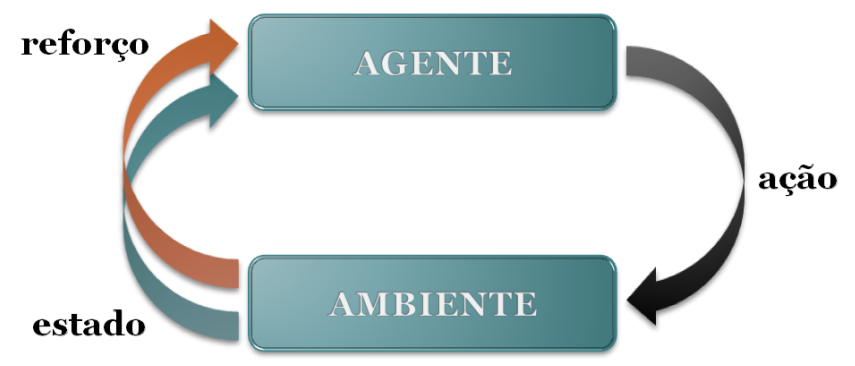 reforço
AGENTE
ação
AMBIENTE
estado